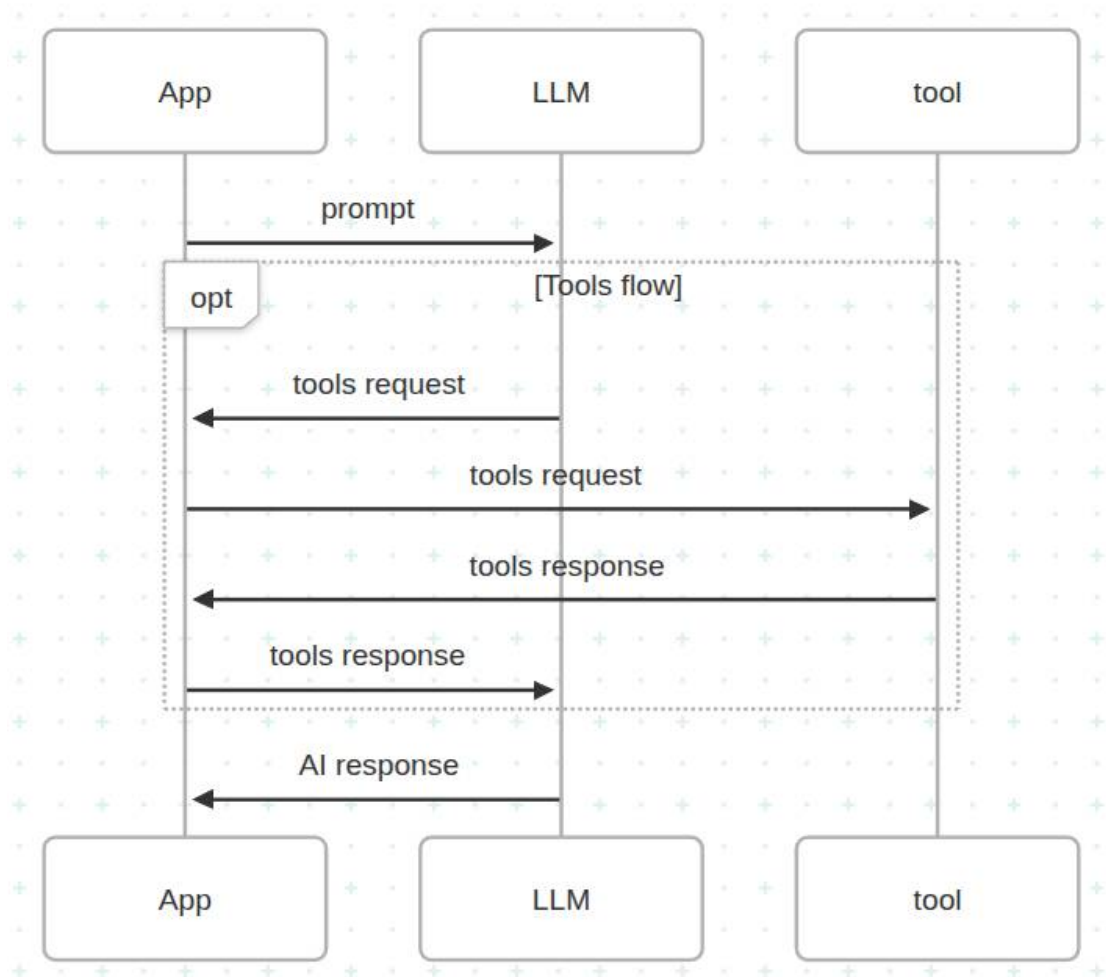 App
LLM
tool
prompt
opt
[Tools flow]
tools request
tools request
tools response
tools response
AI response
App
LLM
tool